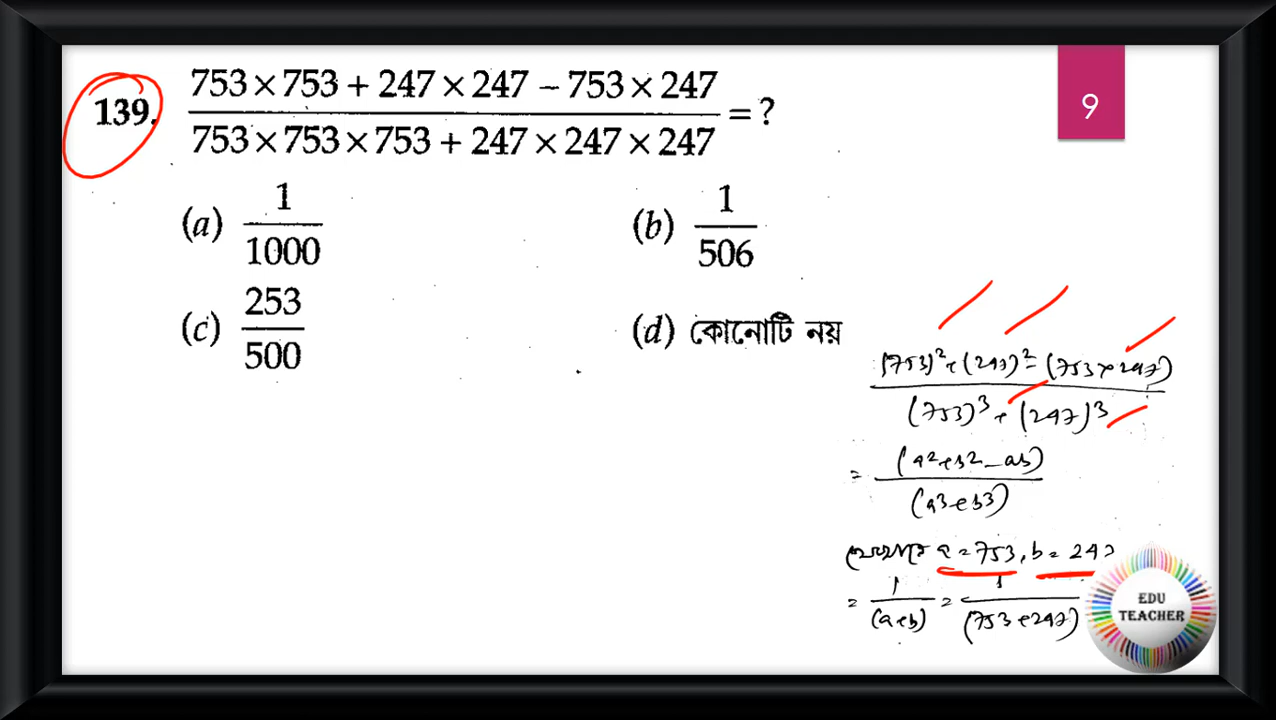 9
139. (753×753 + 247×247 – 753×247) / (753×753×753 + 247×247×247) = ?
(a) 1/1000 (b) 1/506
(c) 253/500 (d) কোনোটি নয়
((753)² + (247)² – (753×247)) / ((753)³ + (247)³)
= (a²+b²–ab) / (a³+b³)
a = 753, b = 247
= 1/(a+b) = 1/(753+247)
EDU
TEACHER